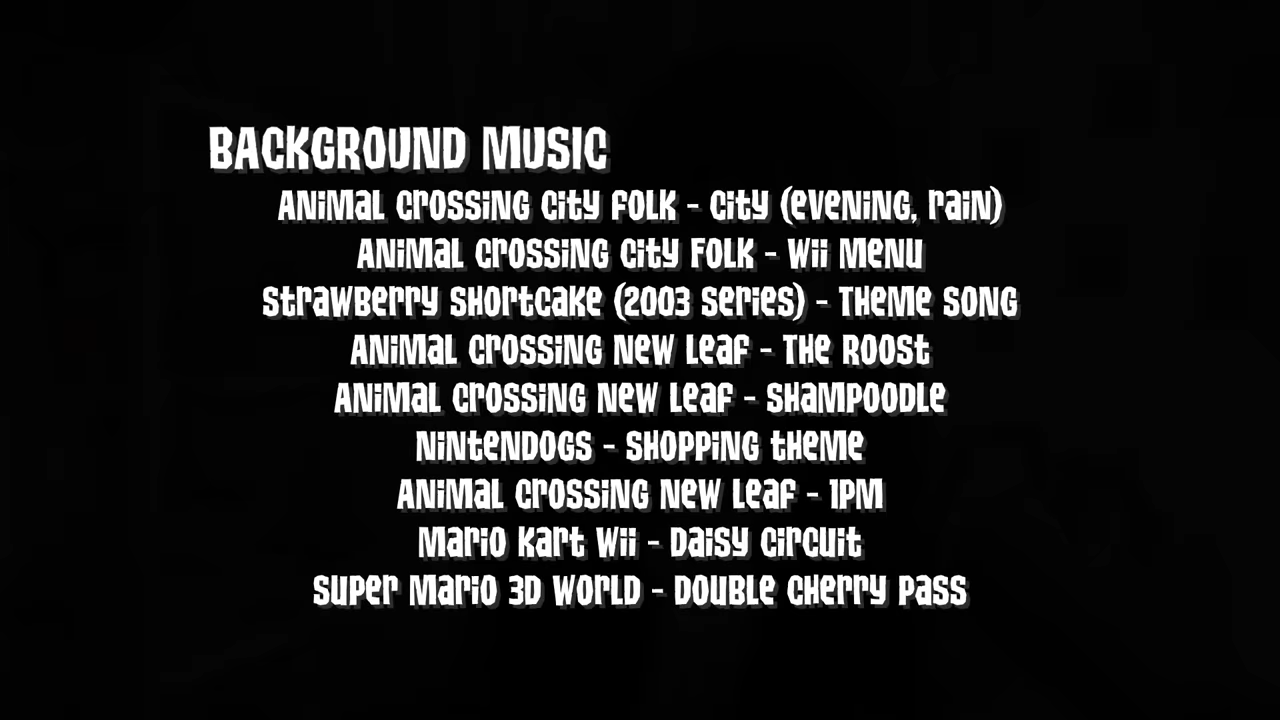 BACKGROUND MUSIC
Animal Crossing City Folk - City (Evening, Rain)
Animal Crossing City Folk - Wii Menu
Strawberry Shortcake (2003 Series) - Theme Song
Animal Crossing New Leaf - The Roost
Animal Crossing New Leaf - Shampoodle
Nintendogs - Shopping Theme
Animal Crossing New Leaf - 1PM
Mario Kart Wii - Daisy Circuit
Super Mario 3D World - Double Cherry Pass